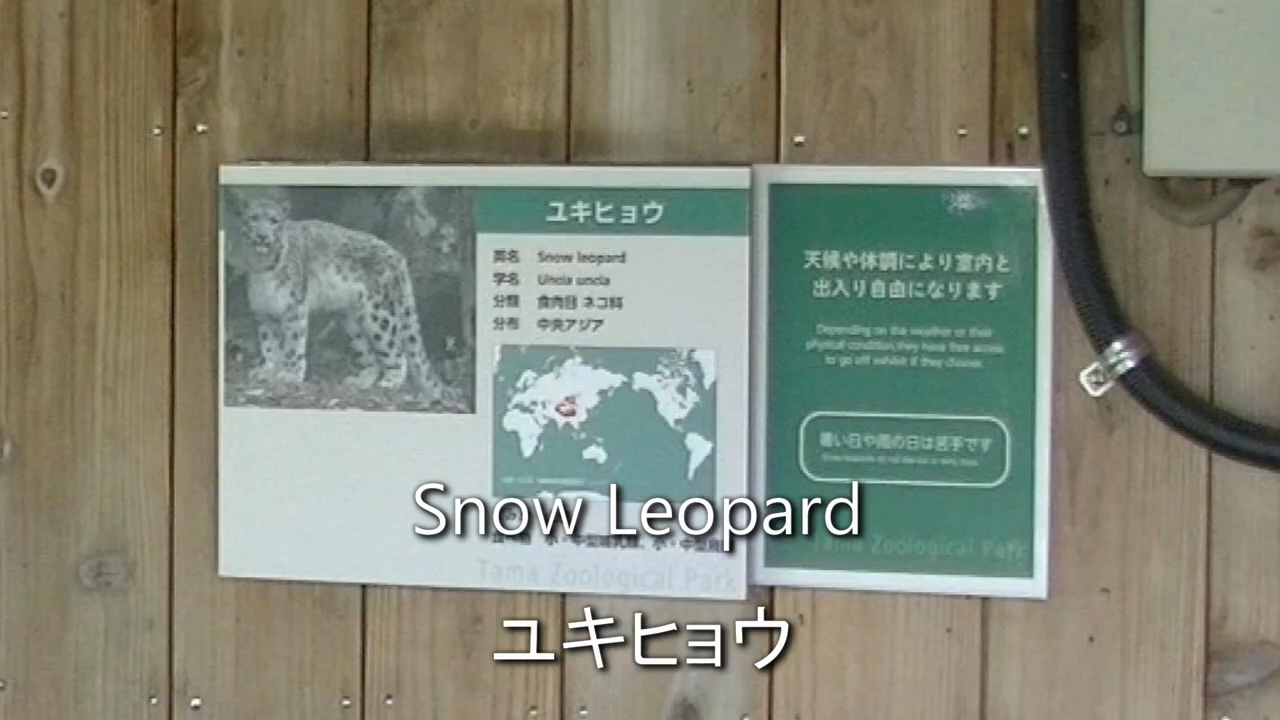 ユキヒョウ
英名 Snow leopard
学名 Uncia uncia
分類 食肉目 ネコ科
分布 中央アジア
Tama Zoological Park
天候や体調により室内と
出入り自由になります
Depending on the weather or their
physical condition,they have free access
to go off exhibit if they choose.
暑い日や雨の日は苦手です
Tama Zoological Park
Snow Leopard
ユキヒョウ